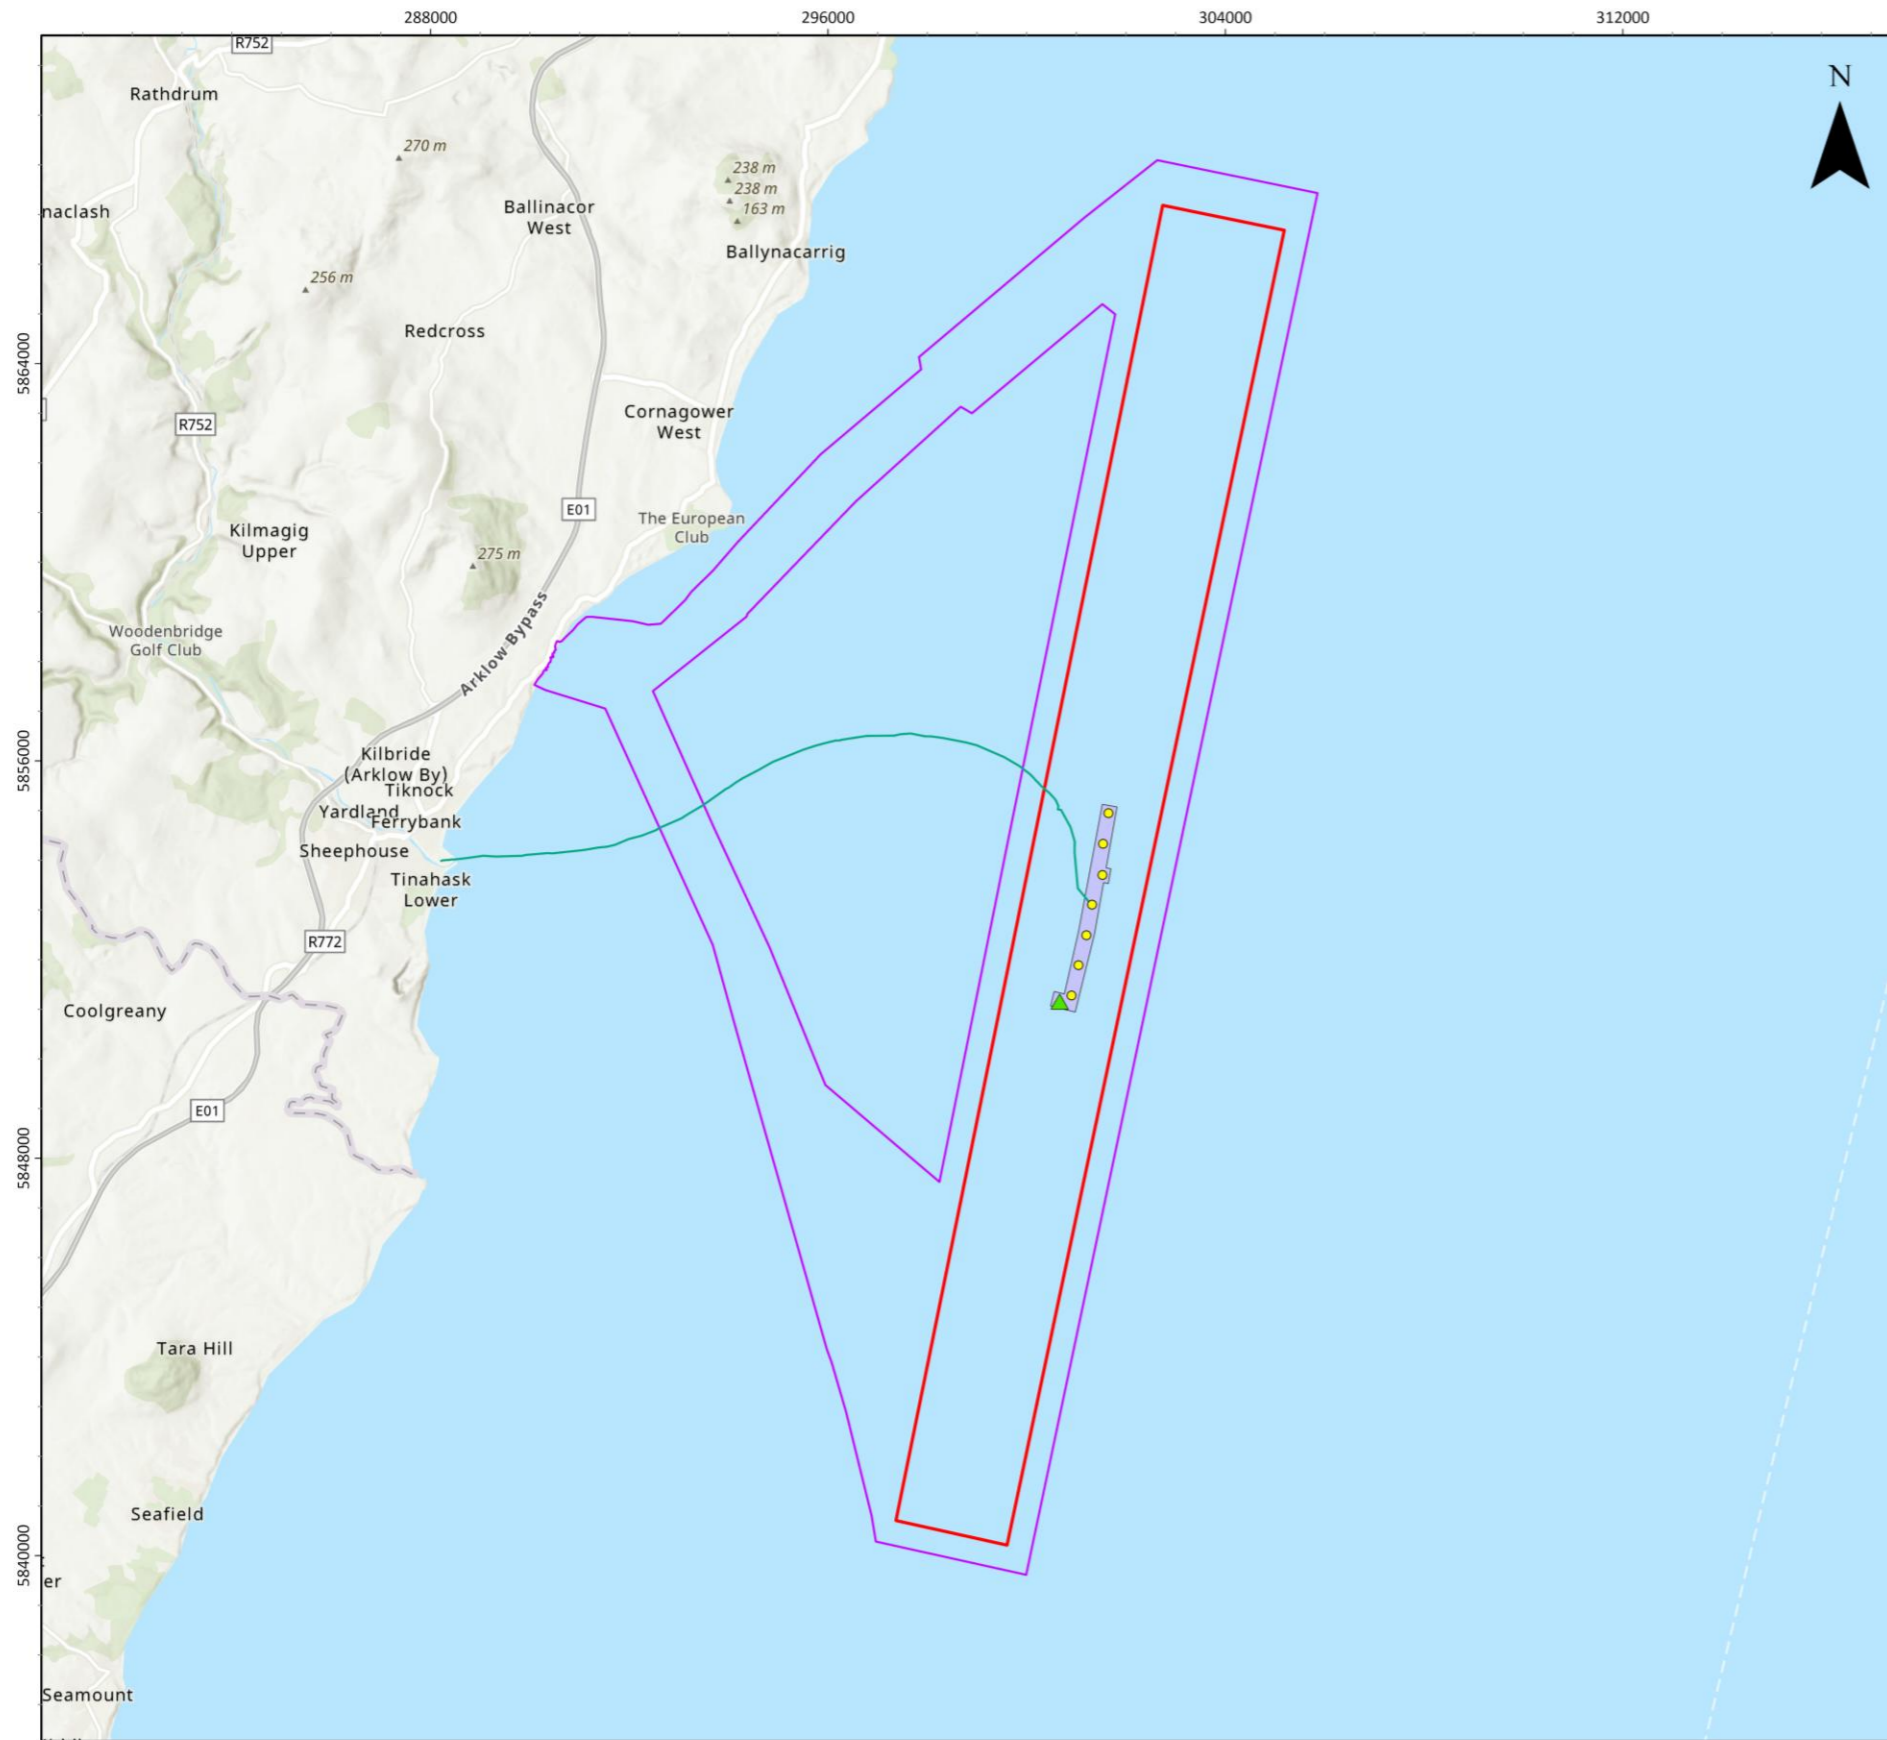 288000
296000
304000
312000
R752
N
Rathdrum
270 m
238 m
238 m
163 m
naclash
Ballinacor
West
Ballynacarrig
256 m
Redcross
5864000
R752
Cornagower
West
E01
The European
Club
Kilmagig
Upper
275 m
Woodenbridge
Golf Club
Arklow Bypass
5856000
Kilbride
(Arklow By)
Tiknock
Yardland
Ferrybank
Sheephouse
Tinahask
Lower
R772
Coolgreany
E01
5848000
Tara Hill
Seafield
5840000
er
Seamount